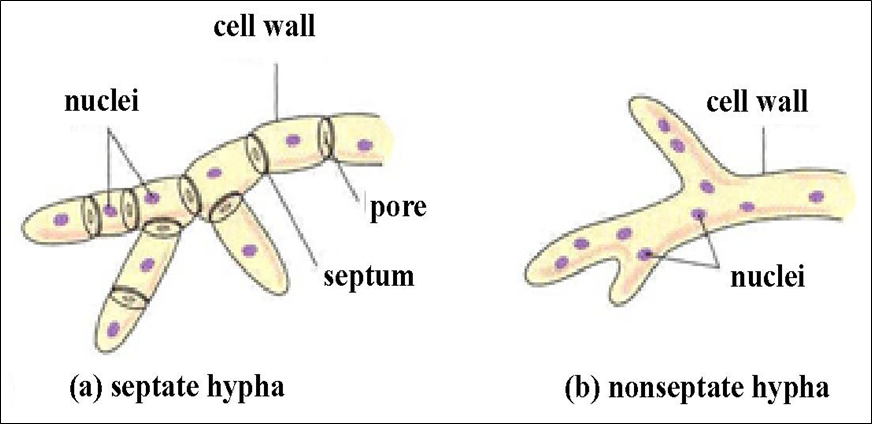 cell wall
nuclei
pore
septum
(a) septate hypha
cell wall
nuclei
(b) nonseptate hypha